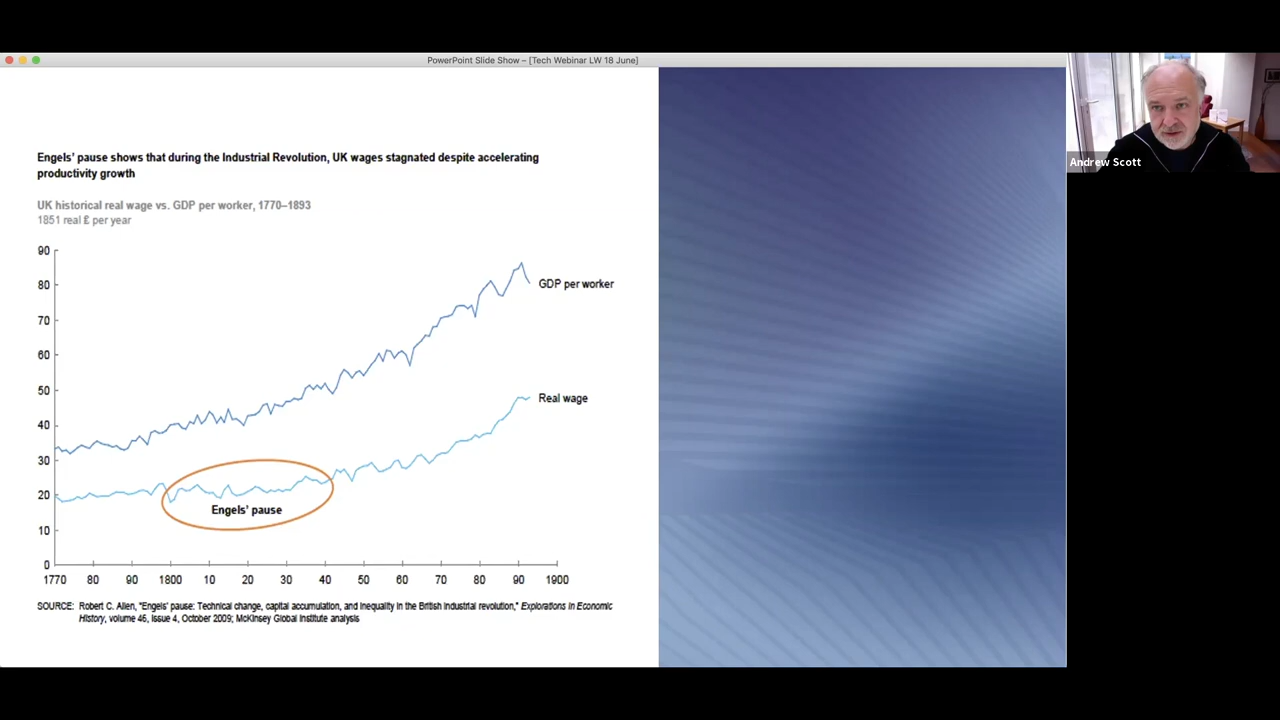 PowerPoint Slide Show – [Tech Webinar LW 18 June]
Andrew Scott
Engels’ pause shows that during the Industrial Revolution, UK wages stagnated despite accelerating
productivity growth
UK historical real wage vs. GDP per worker, 1770–1893
1851 real £ per year
90
80
70
60
50
40
30
20
10
0
GDP per worker
Real wage
Engels’ pause
1770 80 90 1800 10 20 30 40 50 60 70 80 90 1900
SOURCE: Robert C. Allen, “Engels’ pause: Technical change, capital accumulation, and inequality in the British industrial revolution,” Explorations in Economic
History, volume 46, issue 4, October 2009; McKinsey Global Institute analysis